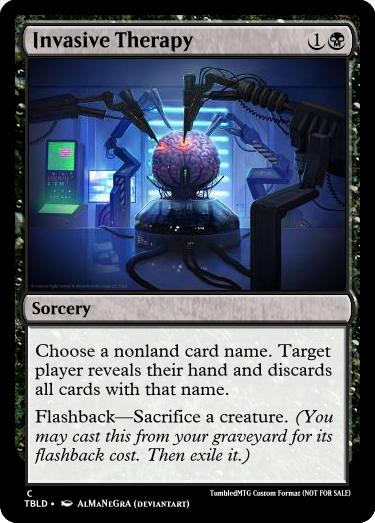 Invasive Therapy 1
Sorcery
Choose a nonland card name. Target
player reveals their hand and discards
all cards with that name.
Flashback—Sacrifice a creature. (You
may cast this from your graveyard for its
flashback cost. Then exile it.)
C
TumbledMTG Custom Format (NOT FOR SALE)
TBLD • ALMANEGRA (DEVIANTART)